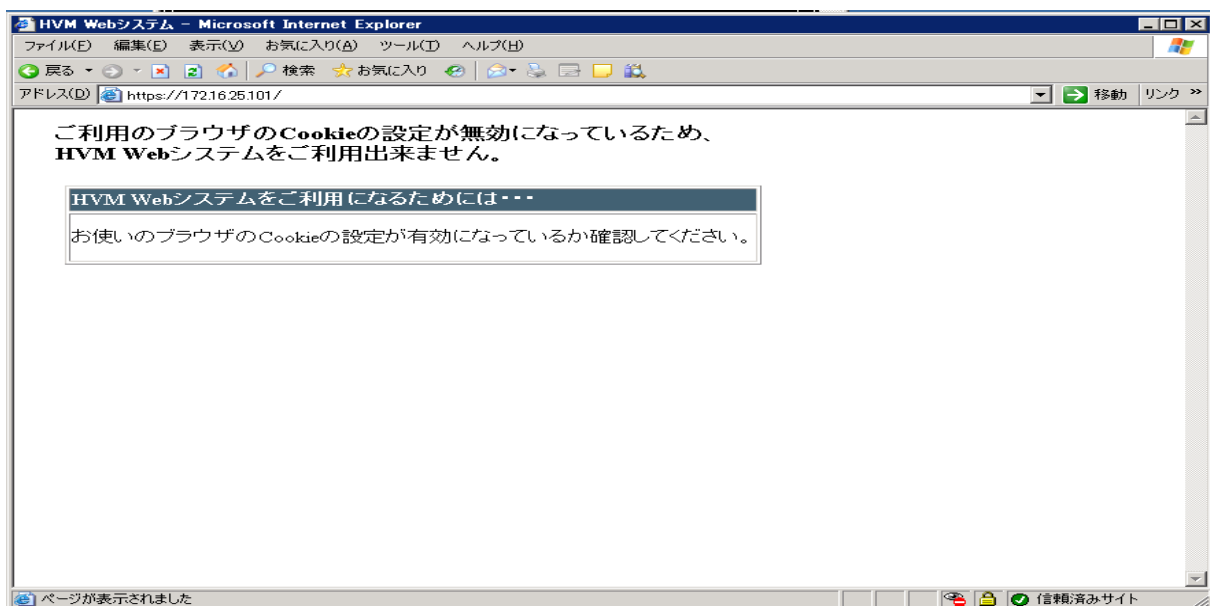 HVM Webシステム - Microsoft Internet Explorer
ファイル(F) 編集(E) 表示(V) お気に入り(A) ツール(T) ヘルプ(H)
戻る 検索 お気に入り
アドレス(D) https://172.16.25.101/ 移動 リンク »
ご利用のブラウザのCookieの設定が無効になっているため、
HVM Webシステムをご利用出来ません。
HVM Webシステムをご利用になるためには・・・
お使いのブラウザのCookieの設定が有効になっているか確認してください。
ページが表示されました 信頼済みサイト